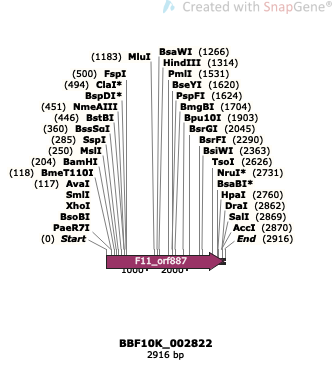 Created with SnapGene®
BsaWI (1266)
(1183) MluI HindIII (1314)
(500) FspI PmlI (1531)
(494) ClaI* BseYI (1620)
BspDI* PspFI (1624)
(451) NmeAIII BmgBI (1704)
(446) BstBI Bpu10I (1903)
(360) BssSαI BsrGI (2045)
(285) SspI BsrFI (2290)
(250) MslI BsiWI (2363)
(204) BamHI TsoI (2626)
(118) BmeT110I NruI* (2731)
(117) AvaI BsaBI*
SmlI HpaI (2760)
XhoI DraI (2862)
BsoBI SalI (2869)
PaeR7I AccI (2870)
(0) Start End (2916)
F11_orf887
1000 2000
BBF10K_002822
2916 bp